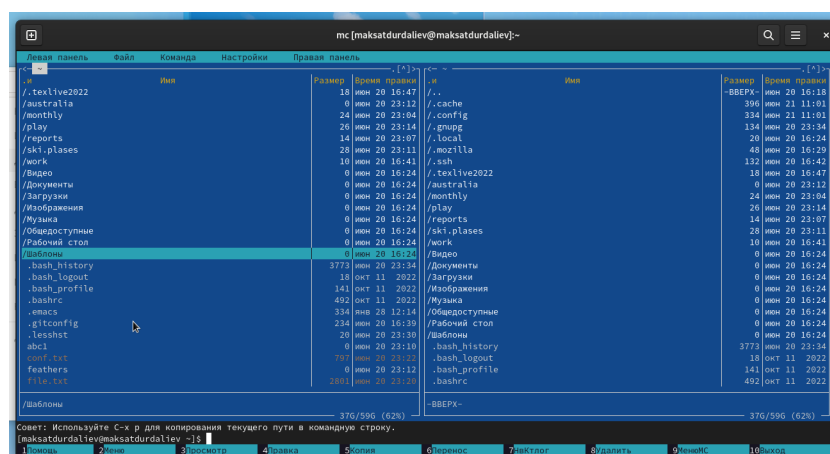 mc [maksatdurdaliev@maksatdurdaliev]:~
Левая панель Файл Команда Настройки Правая панель
<— ~ .[^]> <— ~ .[^]>
.и Имя Размер Время правки .и Имя Размер Время правки
/.texlive2022 18 июн 20 16:47 /.. -ВВЕРХ- июн 20 16:18
/australia 0 июн 20 23:12 /.cache 396 июн 21 11:01
/monthly 24 июн 20 23:04 /.config 334 июн 21 11:01
/play 26 июн 20 23:14 /.gnupg 134 июн 20 23:34
/reports 14 июн 20 23:07 /.local 20 июн 20 16:24
/ski.plases 28 июн 20 23:11 /.mozilla 48 июн 20 16:29
/work 10 июн 20 16:41 /.ssh 132 июн 20 16:42
/Видео 0 июн 20 16:24 /.texlive2022 18 июн 20 16:47
/Документы 0 июн 20 16:24 /australia 0 июн 20 23:12
/Загрузки 0 июн 20 16:24 /monthly 24 июн 20 23:04
/Изображения 0 июн 20 16:24 /play 26 июн 20 23:14
/Музыка 0 июн 20 16:24 /reports 14 июн 20 23:07
/Общедоступные 0 июн 20 16:24 /ski.plases 28 июн 20 23:11
/Рабочий стол 0 июн 20 16:24 /work 10 июн 20 16:41
/Шаблоны 0 июн 20 16:24 /Видео 0 июн 20 16:24
.bash_history 3773 июн 20 23:34 /Документы 0 июн 20 16:24
.bash_logout 18 окт 11 2022 /Загрузки 0 июн 20 16:24
.bash_profile 141 окт 11 2022 /Изображения 0 июн 20 16:24
.bashrc 492 окт 11 2022 /Музыка 0 июн 20 16:24
.emacs 334 янв 28 12:14 /Общедоступные 0 июн 20 16:24
.gitconfig 234 июн 20 16:39 /Рабочий стол 0 июн 20 16:24
.lesshst 20 июн 20 23:30 /Шаблоны 0 июн 20 16:24
abc1 0 июн 20 23:10 .bash_history 3773 июн 20 23:34
conf.txt 797 июн 20 23:22 .bash_logout 18 окт 11 2022
feathers 0 июн 20 23:12 .bash_profile 141 окт 11 2022
file.txt 2801 июн 20 23:20 .bashrc 492 окт 11 2022
/Шаблоны -ВВЕРХ-
37G/59G (62%) 37G/59G (62%)
Совет: Используйте C-x p для копирования текущего пути в командную строку.
[maksatdurdaliev@maksatdurdaliev ~]$
1Помощь 2Меню 3Просмотр 4Правка 5Копия 6Перенос 7НвКтлог 8Удалить 9МенюMC 10Выход